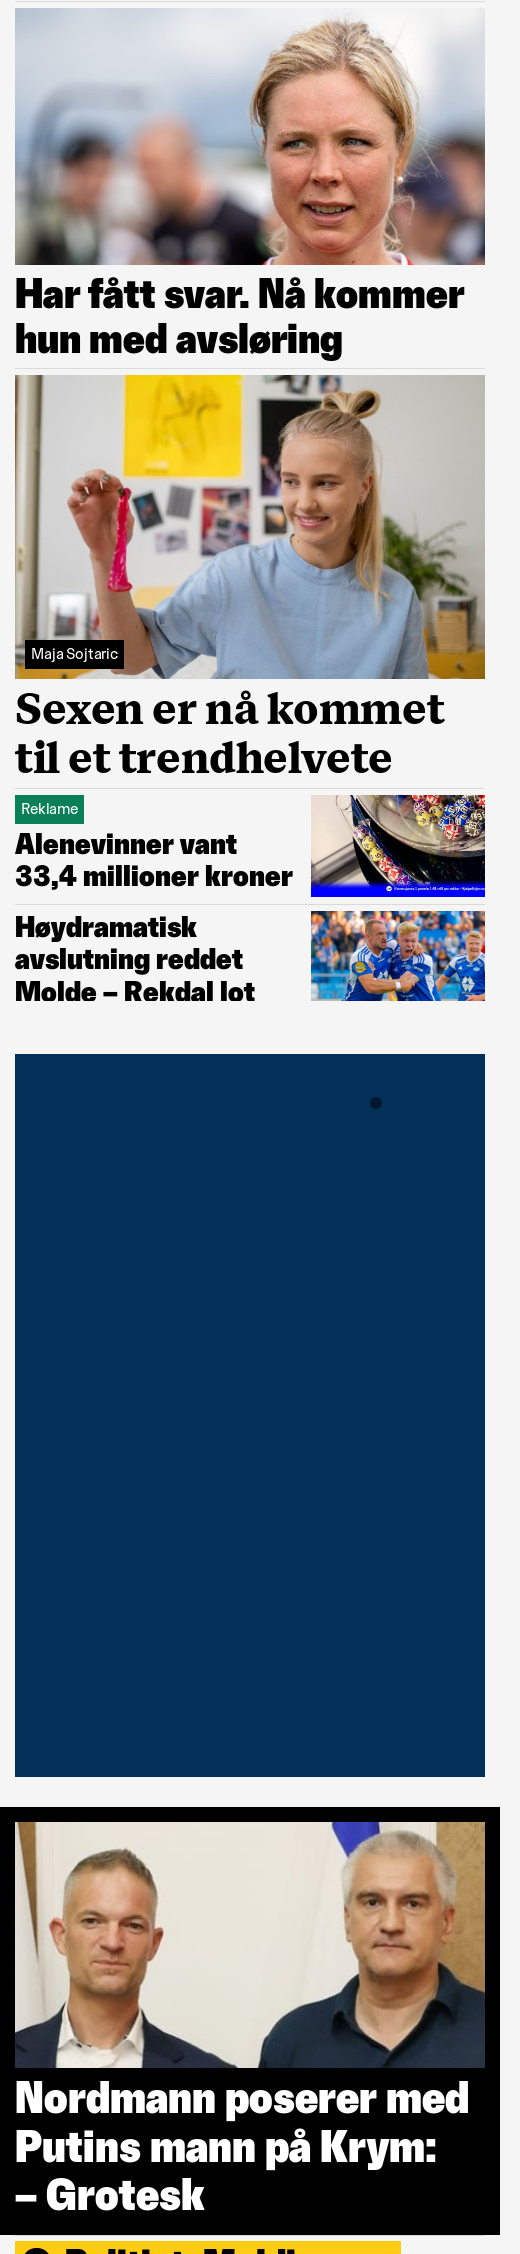 Har fått svar. Nå kommer
hun med avsløring
Maja Sojtaric
Sexen er nå kommet
til et trendhelvete
Reklame
Alenevinner vant
33,4 millioner kroner
Høydramatisk
avslutning reddet
Molde – Rekdal lot
Nordmann poserer med
Putins mann på Krym:
– Grotesk